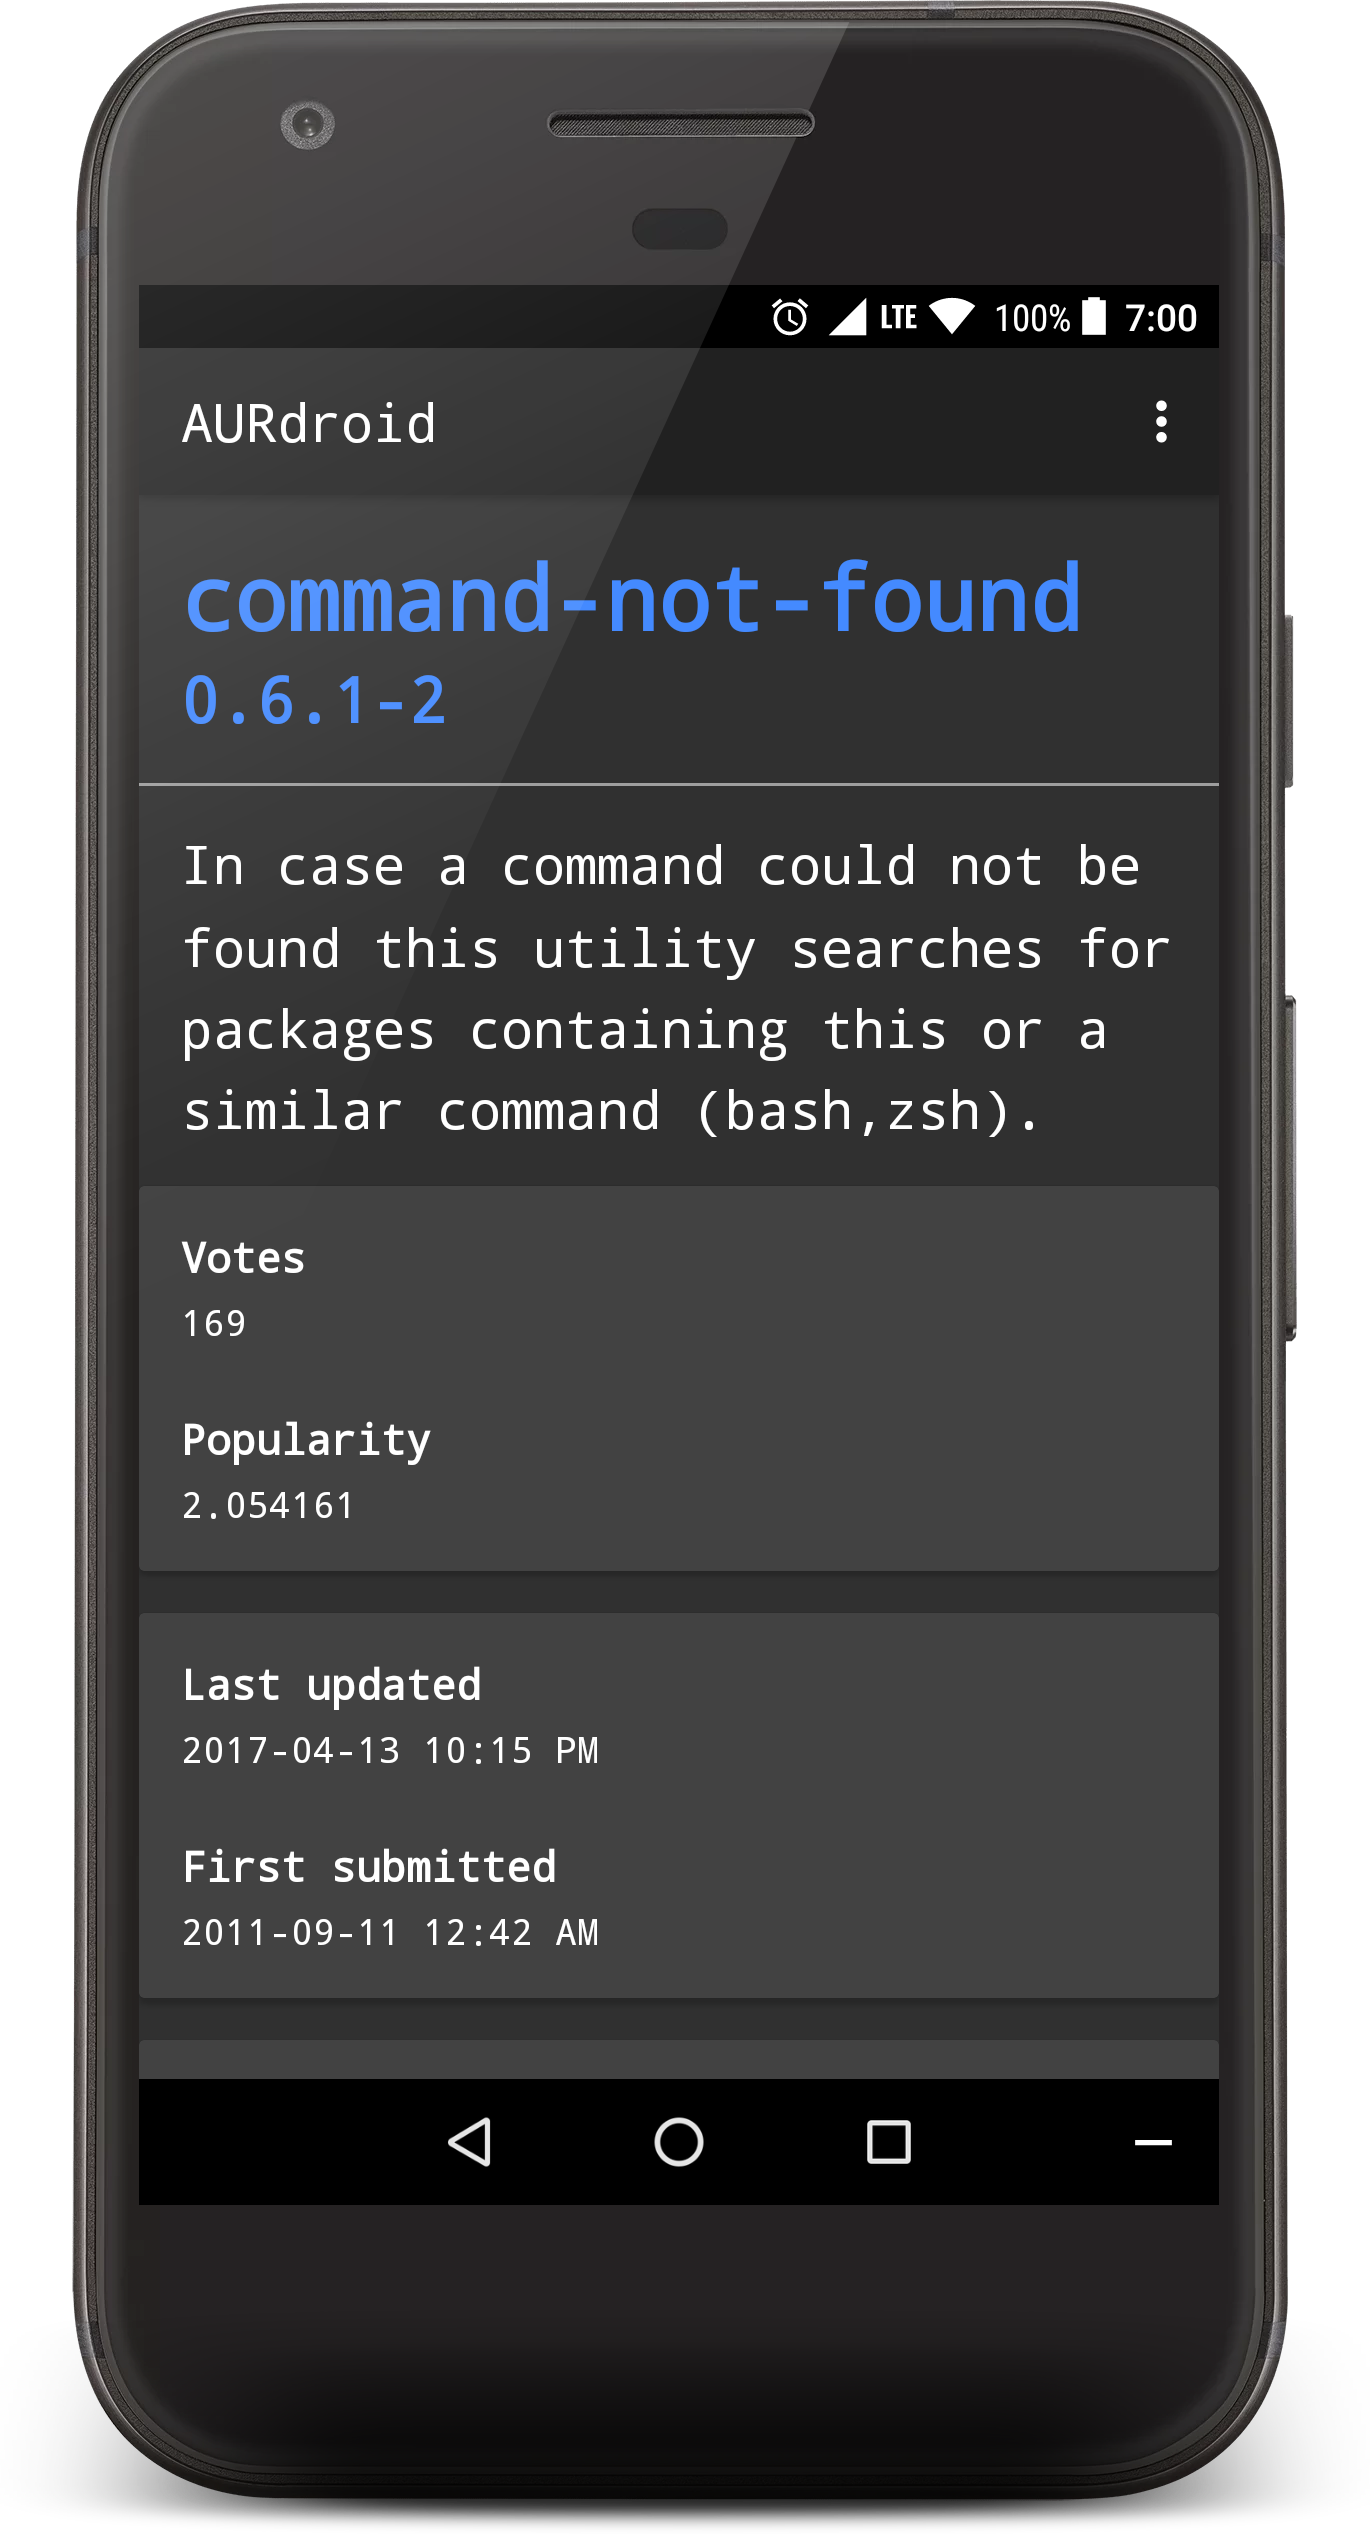 LTE 100% 7:00
AURdroid
command-not-found
0.6.1-2
In case a command could not be
found this utility searches for
packages containing this or a
similar command (bash,zsh).
Votes
169
Popularity
2.054161
Last updated
2017-04-13 10:15 PM
First submitted
2011-09-11 12:42 AM